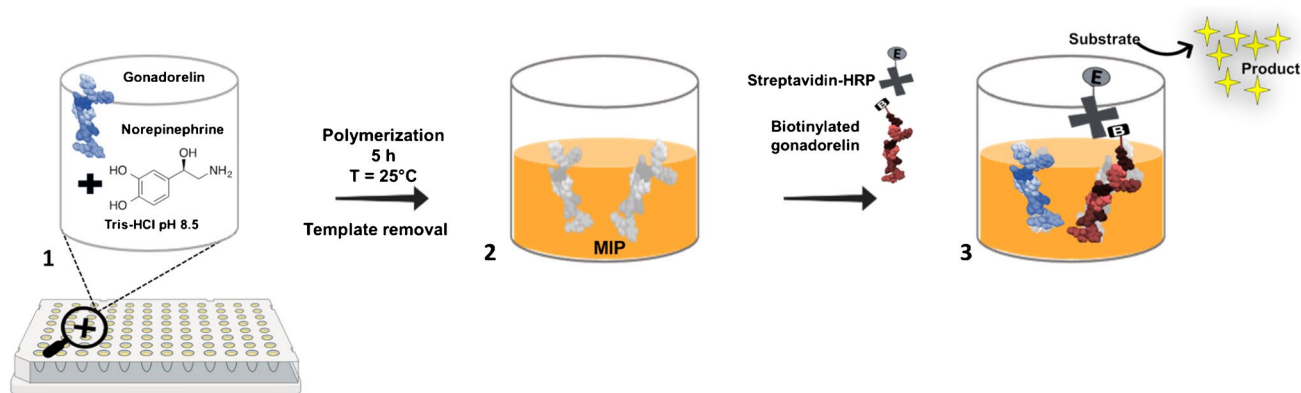 1
Gonadorelin
Norepinephrine
OH
HO
NH2
HO
Tris-HCl pH 8.5
Polymerization
5 h
T = 25°C
Template removal
2
MIP
E
Streptavidin-HRP
B
Biotinylated
gonadorelin
3
E
B
Substrate
Product